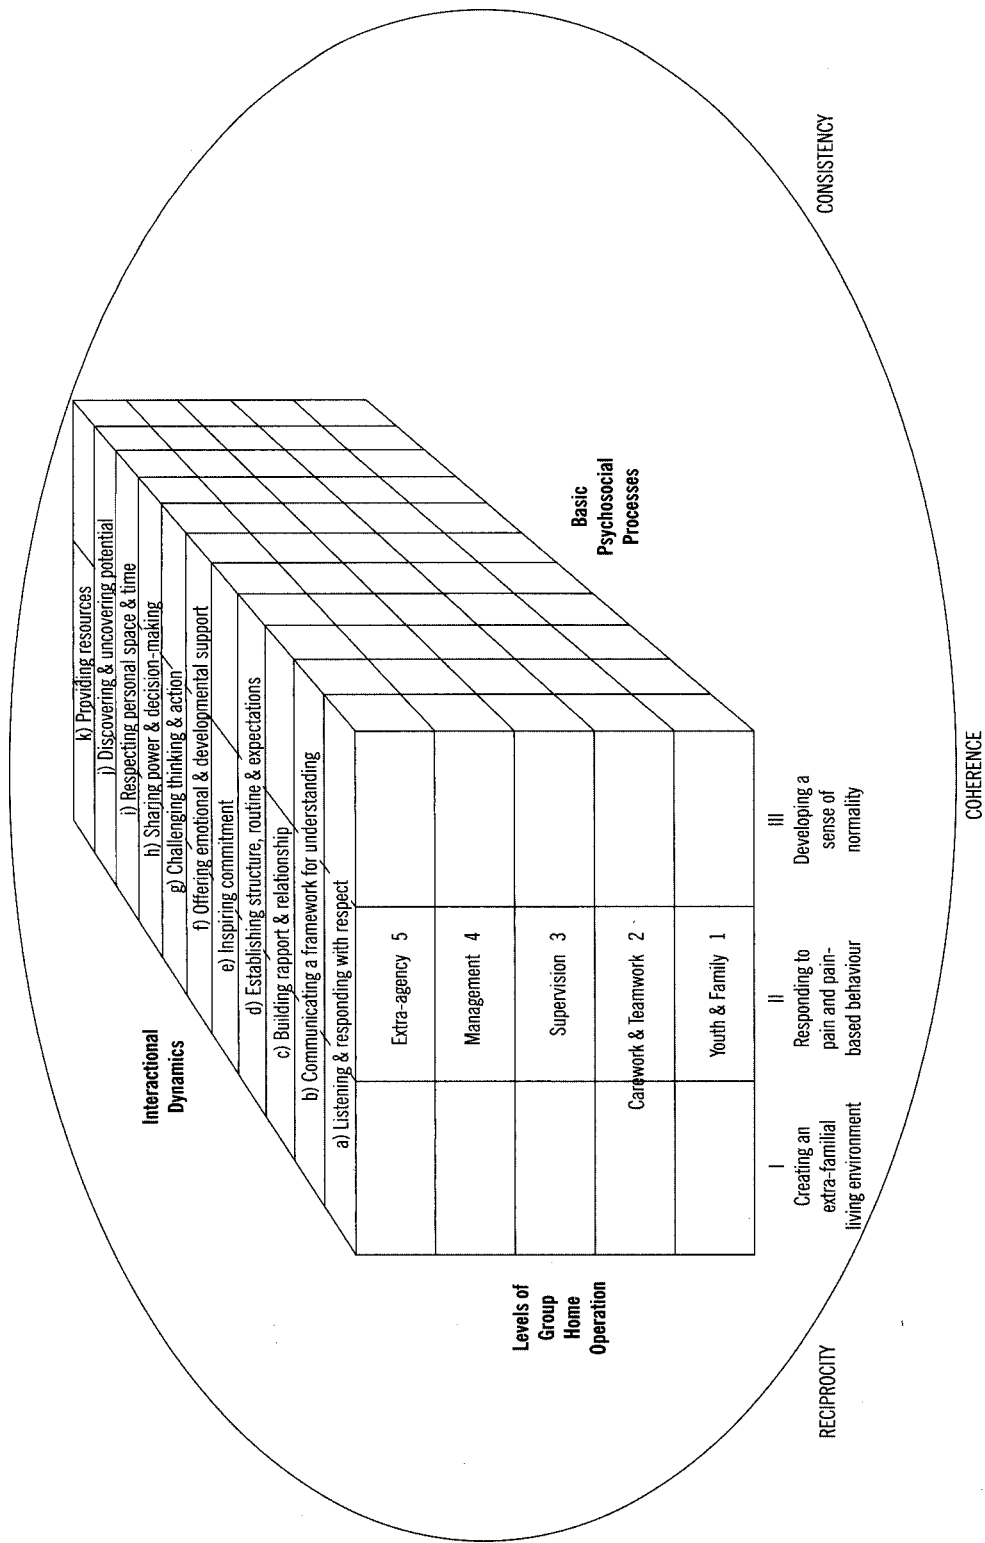 Interactional
Dynamics
k) Providing resources
j) Discovering & uncovering potential
i) Respecting personal space & time
h) Sharing power & decision-making
g) Challenging thinking & action
f) Offering emotional & developmental support
e) Inspiring commitment
d) Establishing structure, routine & expectations
c) Building rapport & relationship
b) Communicating a framework for understanding
a) Listening & responding with respect
Levels of
Group
Home
Operation
Extra-agency 5
Management 4
Supervision 3
Carework & Teamwork 2
Youth & Family 1
Basic
Psychosocial
Processes
I
Creating an
extra-familial
living environment
II
Responding to
pain and pain-
based behaviour
III
Developing a
sense of
normality
RECIPROCITY
COHERENCE
CONSISTENCY